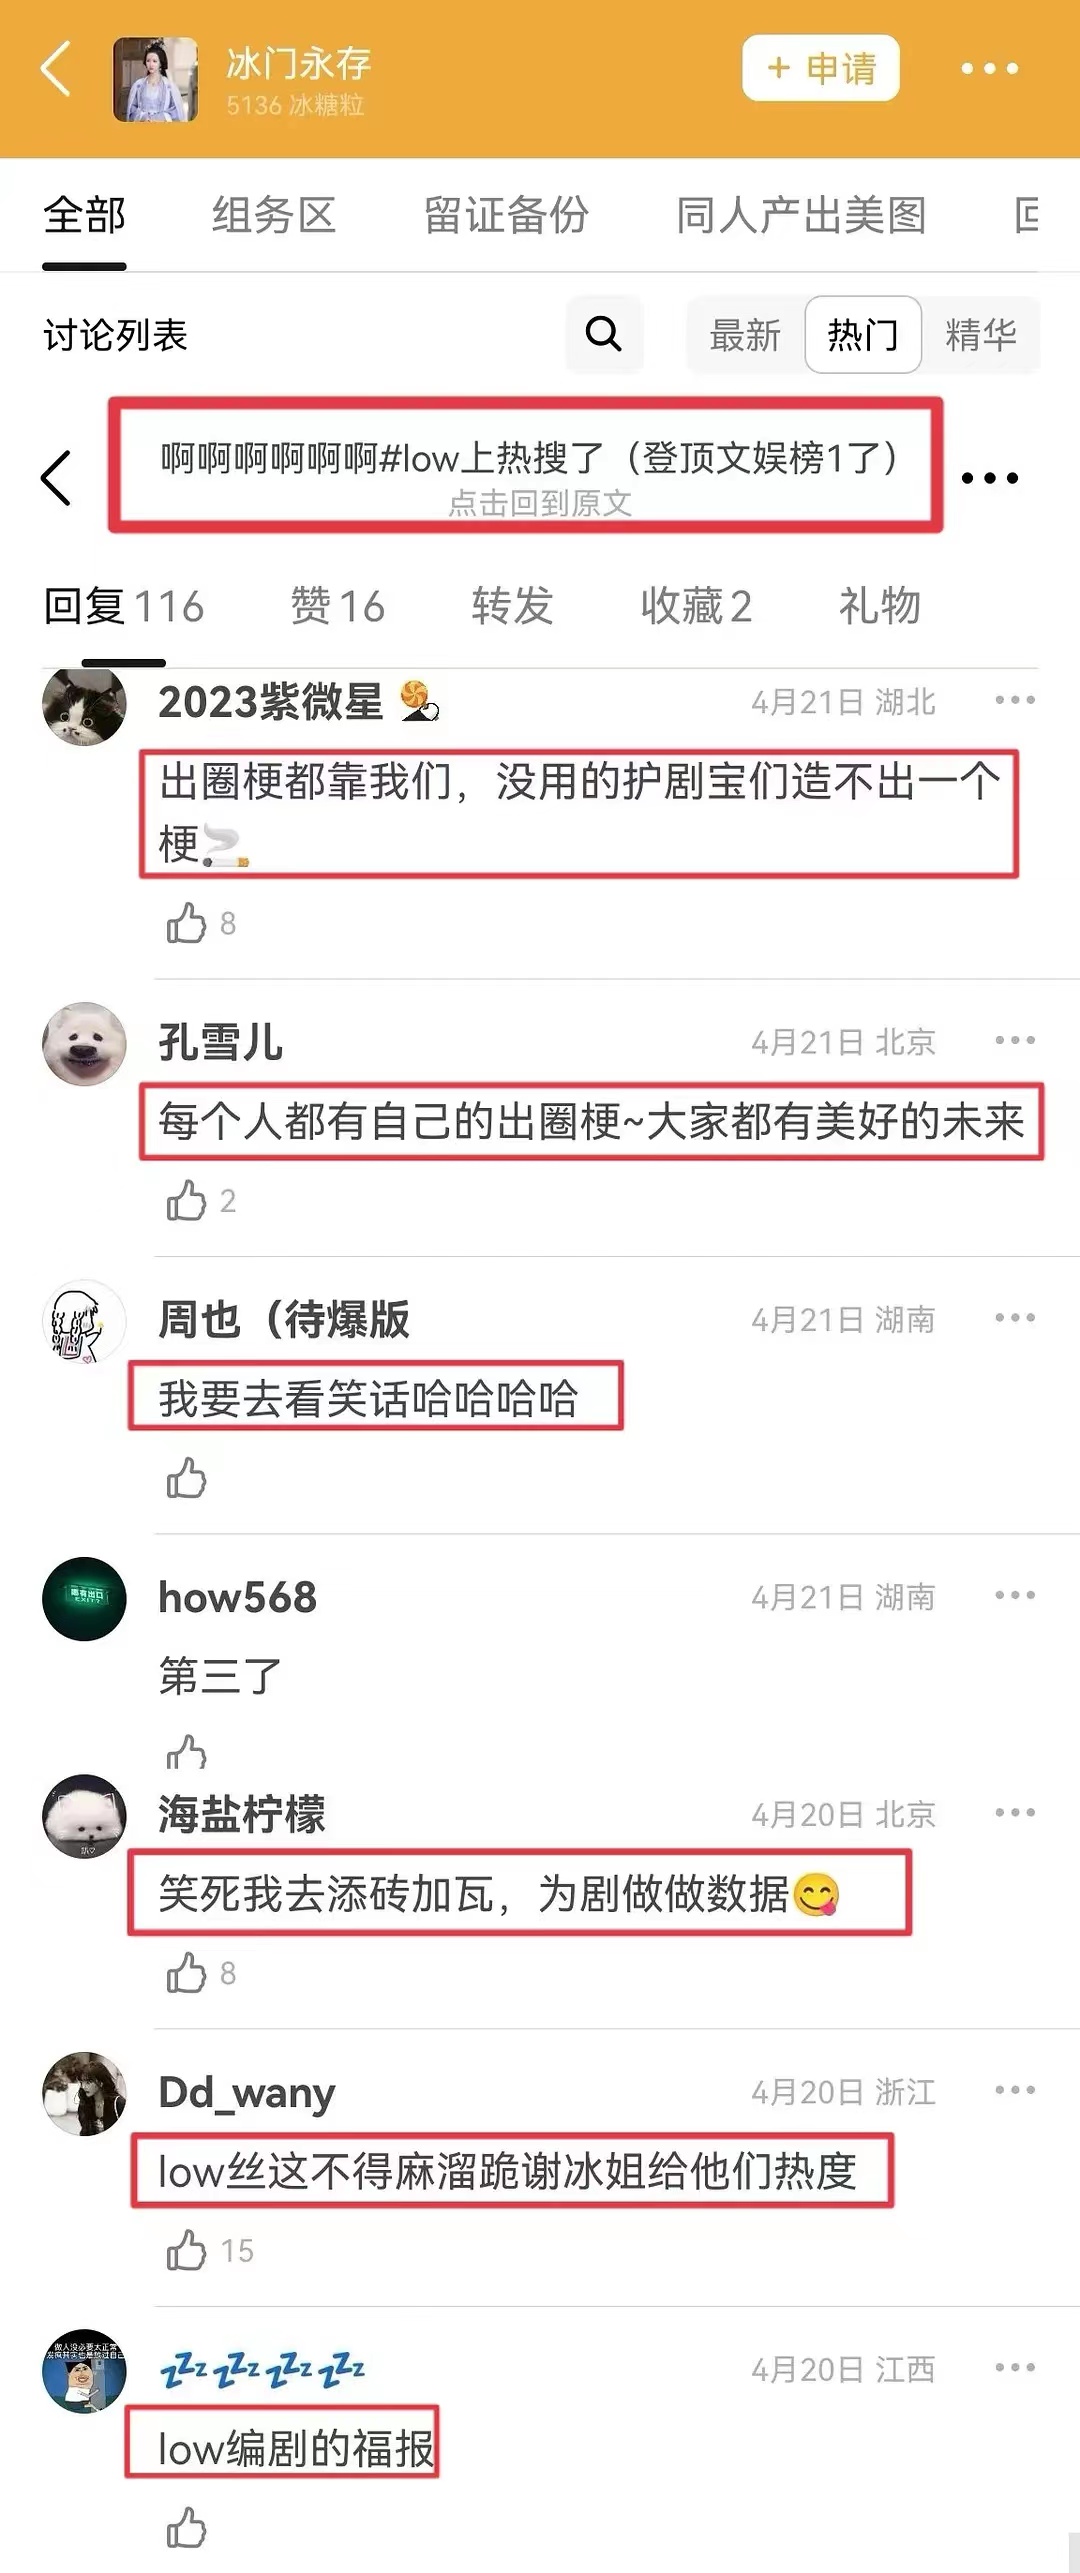 冰门永存
5136 冰糖粒
+ 申请
全部 组务区 留证备份 同人产出美图
讨论列表
最新 热门 精华
啊啊啊啊啊啊#low上热搜了（登顶文娱榜1了）
点击回到原文
回复 116 赞 16 转发 收藏 2 礼物
2023紫微星
4月21日 湖北
出圈梗都靠我们，没用的护剧宝们造不出一个
梗🚬
8
孔雪儿
4月21日 北京
每个人都有自己的出圈梗~大家都有美好的未来
2
周也（待爆版
4月21日 湖南
我要去看笑话哈哈哈哈
how568
4月21日 湖南
第三了
海盐柠檬
4月20日 北京
笑死我去添砖加瓦，为剧做做数据😋
8
Dd_wany
4月20日 浙江
low丝这不得麻溜跪谢冰姐给他们热度
15
做人没必要太正常
💤💤💤💤
4月20日 江西
low编剧的福报